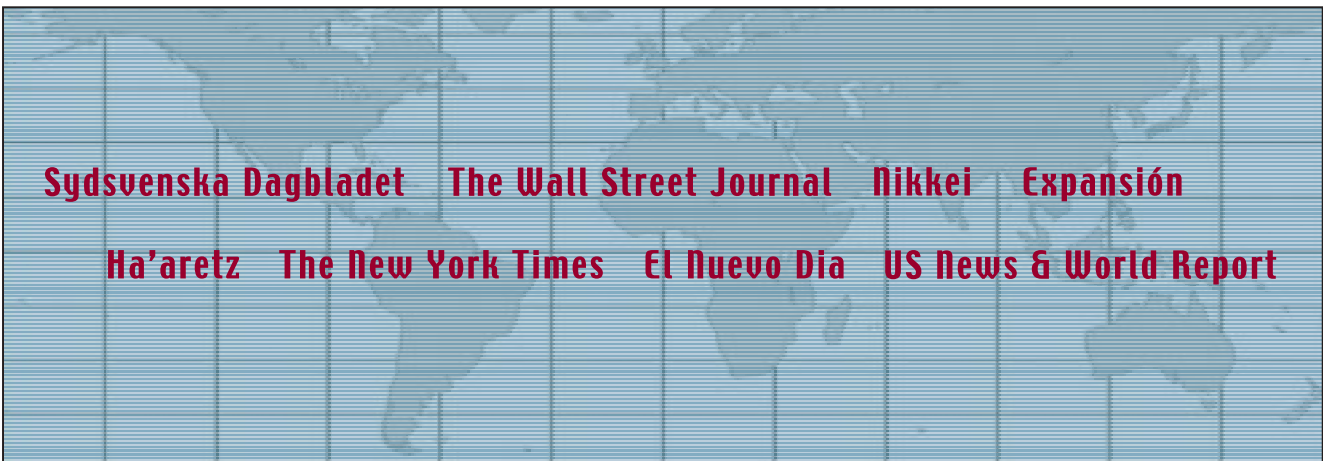 Sydsvenska Dagbladet The Wall Street Journal Nikkei Expansión
Ha’aretz The New York Times El Nuevo Dia US News & World Report